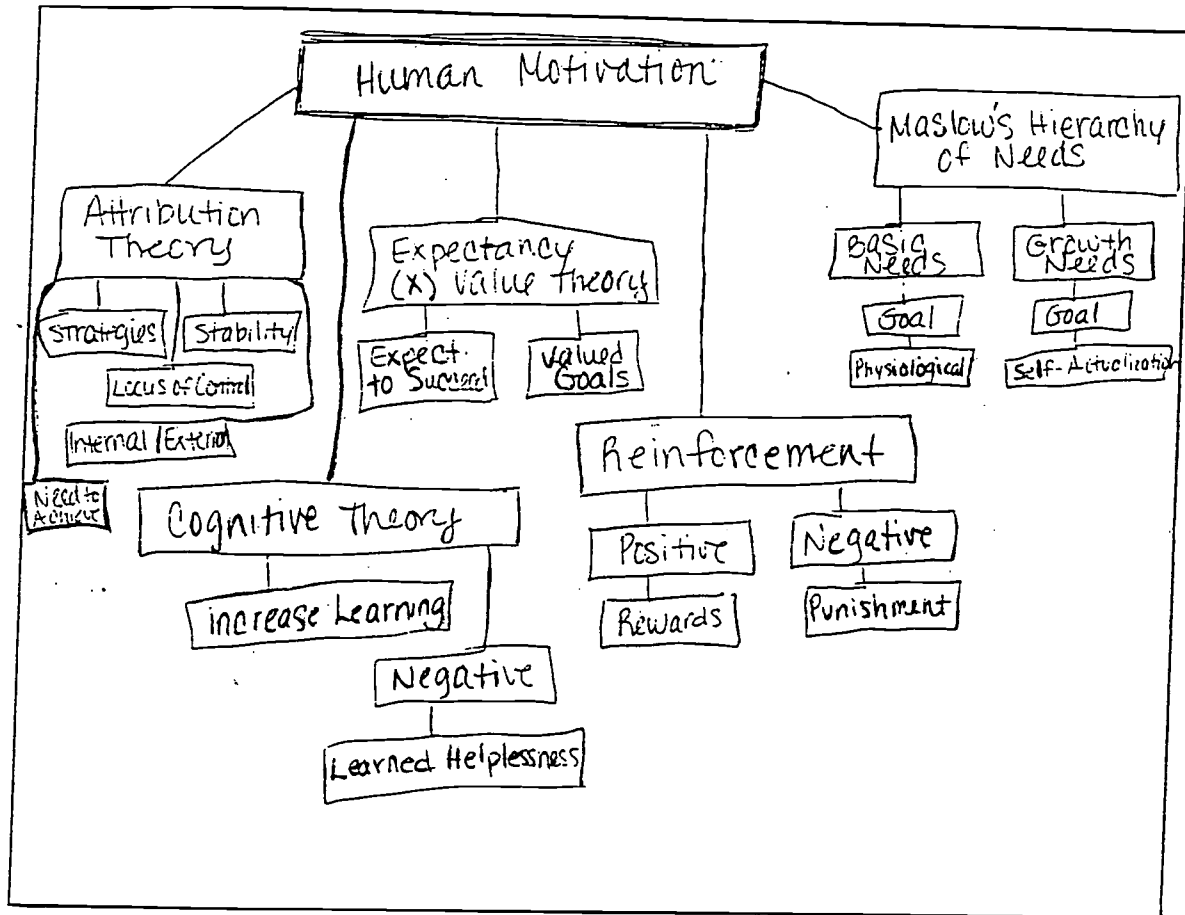 Human Motivation
Maslow's Hierarchy
of Needs
Attribution
Theory
Expectancy
(x) Value Theory
Basic
Needs
Growth
Needs
Strategies
Stability
Locus of Control
Internal / External
Need to
Achieve
Expect
to Succeed
Valued
Goals
Goal
Goal
Physiological
Self-Actualization
Reinforcement
Cognitive Theory
Positive
Negative
Increase Learning
Rewards
Punishment
Negative
Learned Helplessness